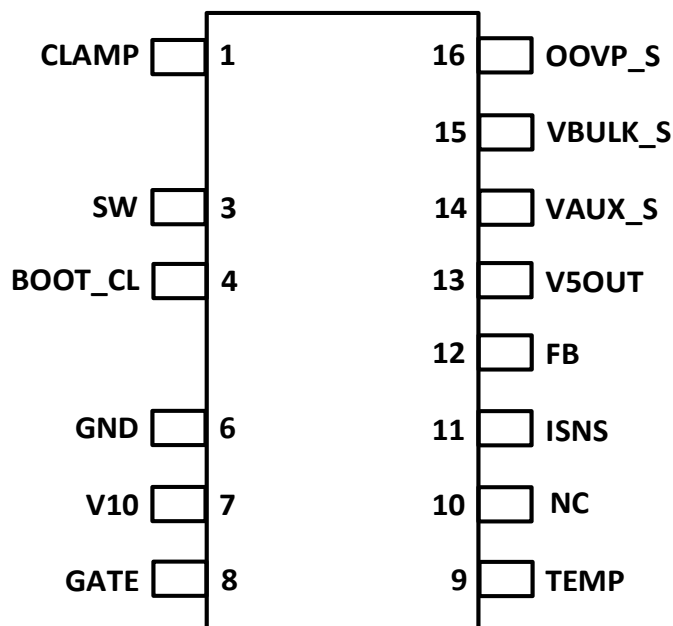 CLAMP 1 16 OOVP_S
15 VBULK_S
SW 3 14 VAUX_S
BOOT_CL 4 13 V5OUT
12 FB
GND 6 11 ISNS
V10 7 10 NC
GATE 8 9 TEMP